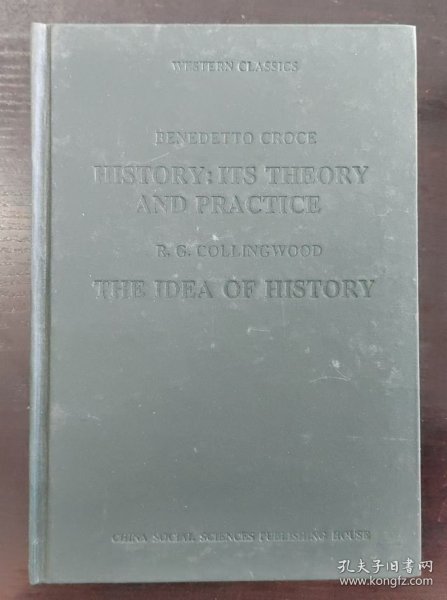 WESTERN CLASSICS
BENEDETTO CROCE
HISTORY: ITS THEORY
AND PRACTICE
R. G. COLLINGWOOD
THE IDEA OF HISTORY
CHINA SOCIAL SCIENCES PUBLISHING HOUSE
孔夫子旧书网
www.kongfz.com